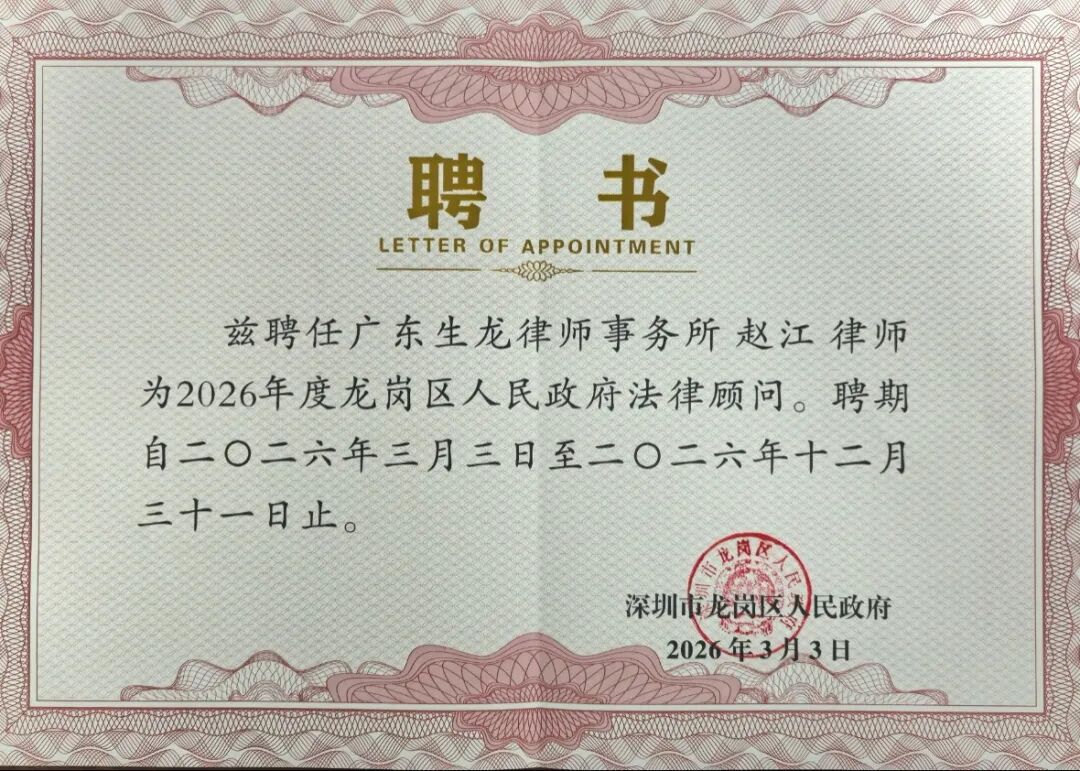 聘 书
LETTER OF APPOINTMENT
兹聘任广东生龙律师事务所 赵江 律师
为2026年度龙岗区人民政府法律顾问。聘期
自二〇二六年三月三日至二〇二六年十二月
三十一日止。
深圳市龙岗区人民政府
2026年3月3日